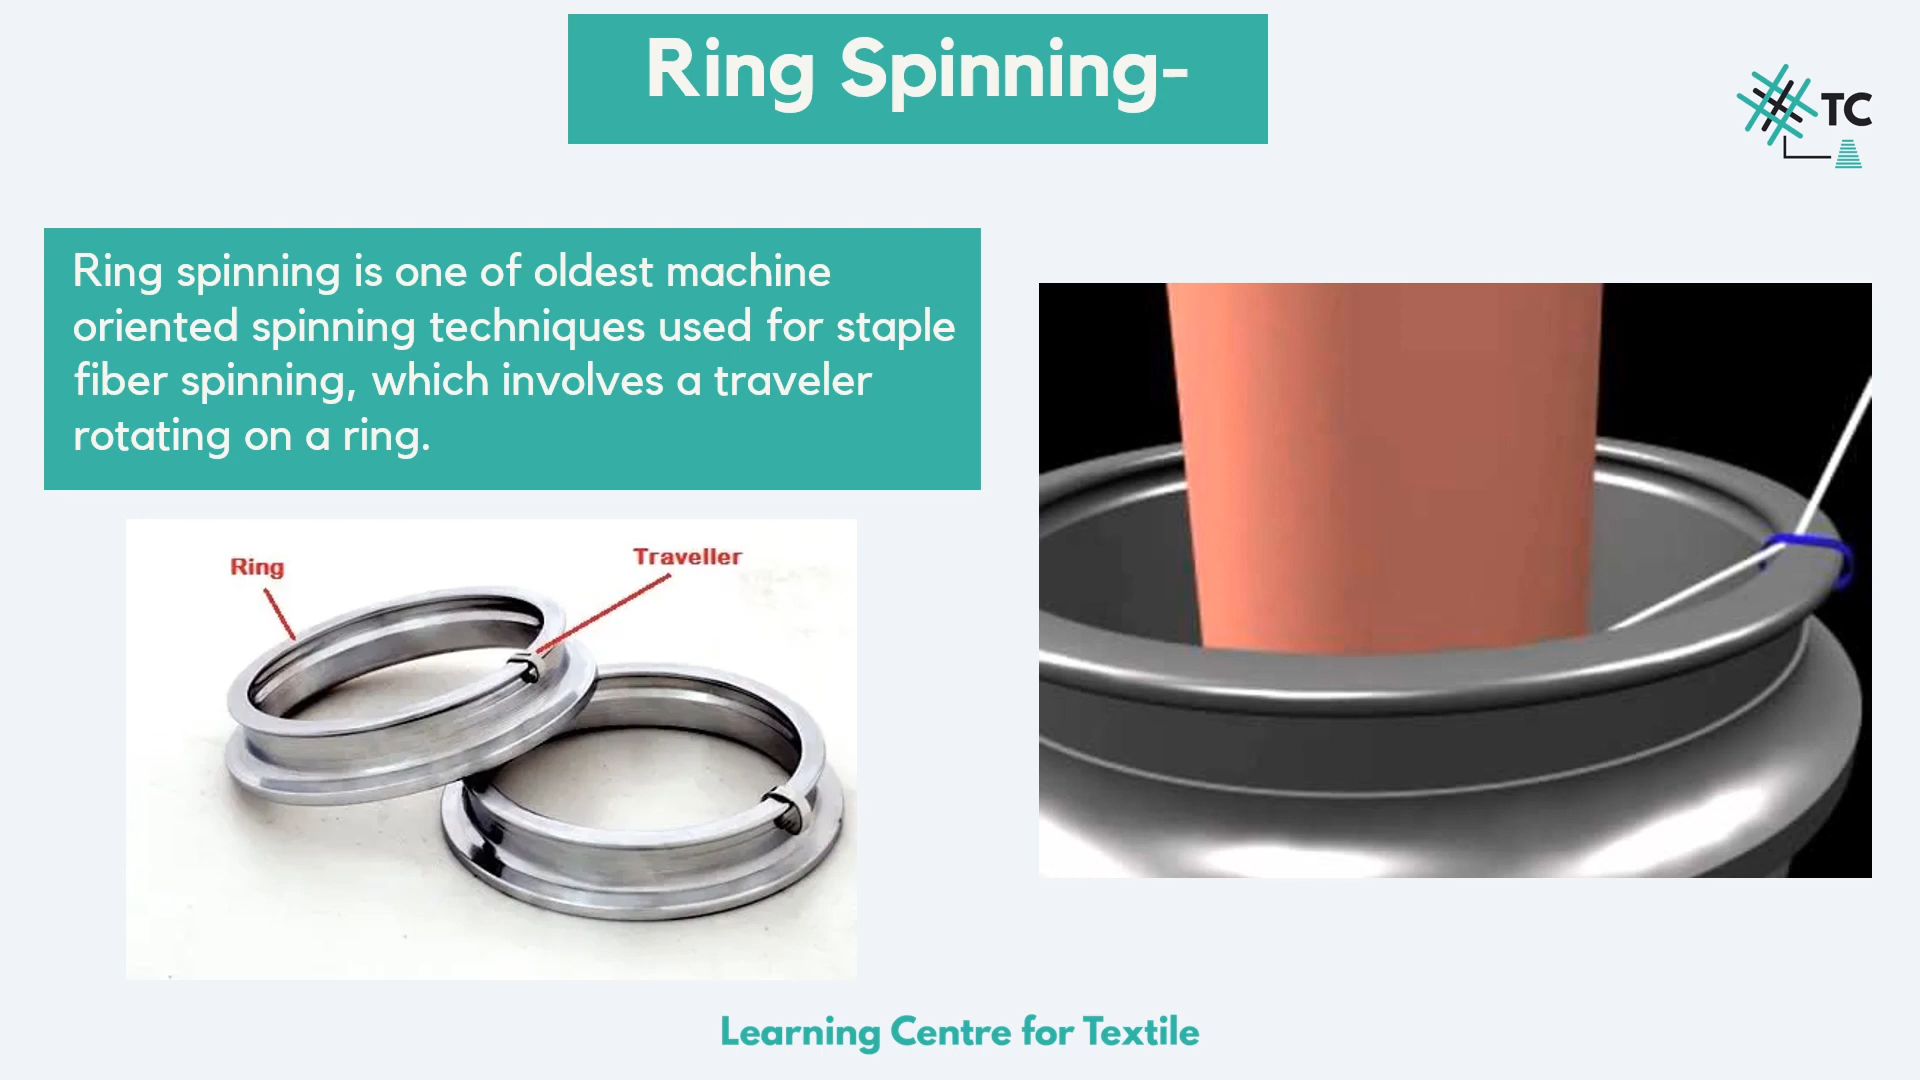 Ring Spinning-
TC
Ring spinning is one of oldest machine
oriented spinning techniques used for staple
fiber spinning, which involves a traveler
rotating on a ring.
Ring
Traveller
Learning Centre for Textile